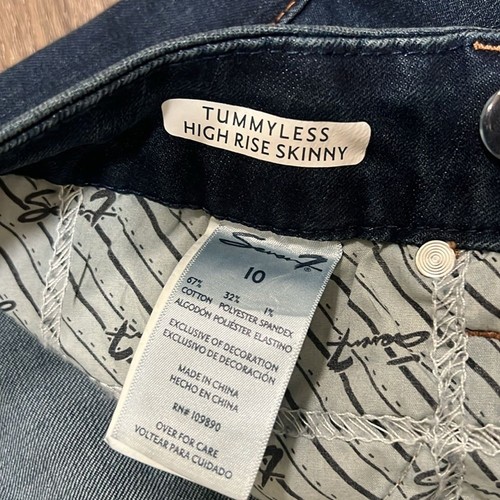 TUMMYLESS
HIGH RISE SKINNY
Seven7
10
67% 32% 1%
COTTON POLYESTER SPANDEX
ALGODÓN POLIÉSTER ELASTINO
EXCLUSIVE OF DECORATION
EXCLUSIVO DE DECORACIÓN
MADE IN CHINA
HECHO EN CHINA
RN# 109890
OVER FOR CARE
VOLTEAR PARA CUIDADO
Seven7